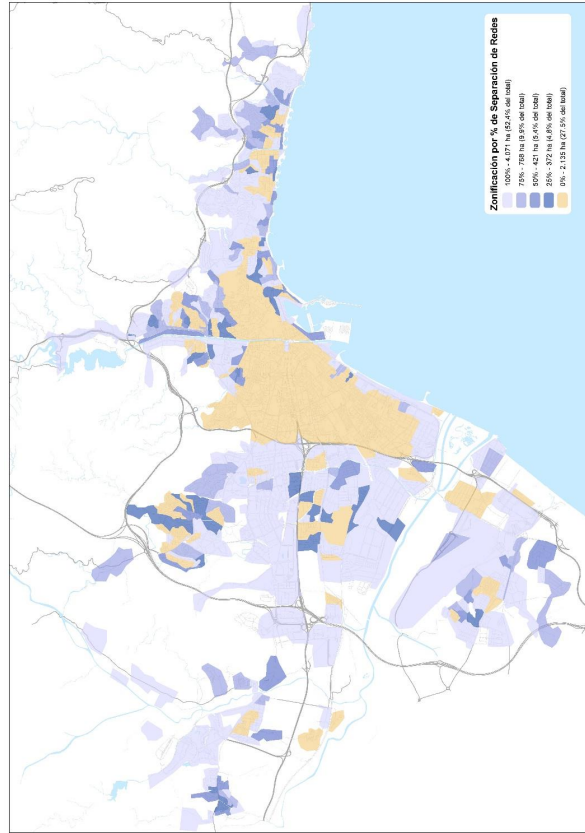 Zonificación por % de Separación de Redes
100% - 4.071 ha (52,4% del total)
75% - 768 ha (9,9% del total)
50% - 421 ha (5,4% del total)
25% - 372 ha (4,8% del total)
0% - 2.135 ha (27,5% del total)